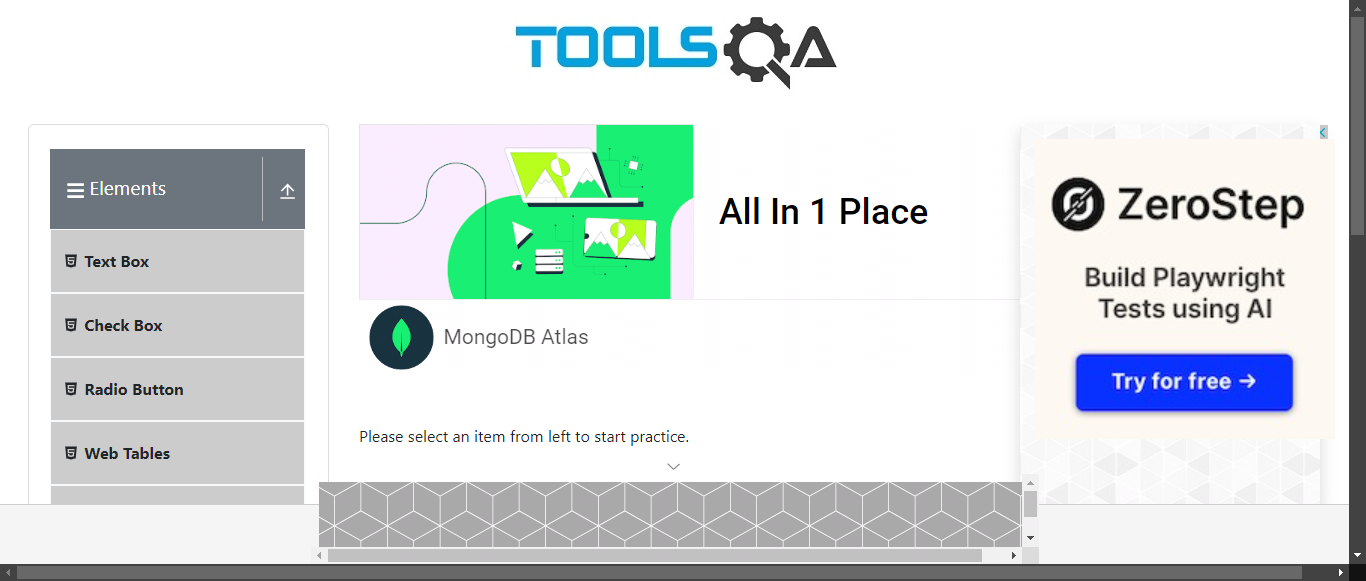 TOOLSQA
Elements
Text Box
Check Box
Radio Button
Web Tables
All In 1 Place
MongoDB Atlas
Please select an item from left to start practice.
ZeroStep
Build Playwright
Tests using AI
Try for free →